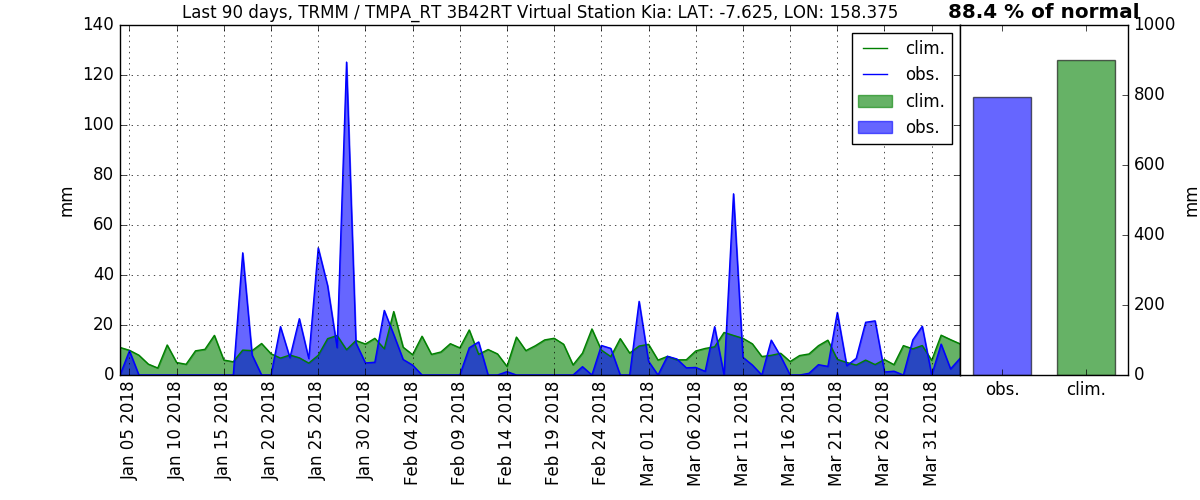 Last 90 days, TRMM / TMPA_RT 3B42RT Virtual Station Kia: LAT: -7.625, LON: 158.375
88.4 % of normal
mm
140
120
100
80
60
40
20
0
clim.
obs.
clim.
obs.
Jan 05 2018
Jan 10 2018
Jan 15 2018
Jan 20 2018
Jan 25 2018
Jan 30 2018
Feb 04 2018
Feb 09 2018
Feb 14 2018
Feb 19 2018
Feb 24 2018
Mar 01 2018
Mar 06 2018
Mar 11 2018
Mar 16 2018
Mar 21 2018
Mar 26 2018
Mar 31 2018
obs.
clim.
1000
800
600
400
200
0
mm